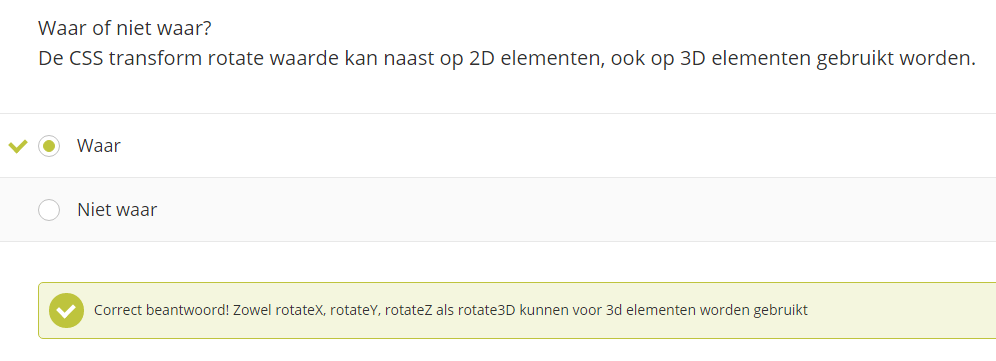 Waar of niet waar?
De CSS transform rotate waarde kan naast op 2D elementen, ook op 3D elementen gebruikt worden.
Waar
Niet waar
Correct beantwoord! Zowel rotateX, rotateY, rotateZ als rotate3D kunnen voor 3d elementen worden gebruikt